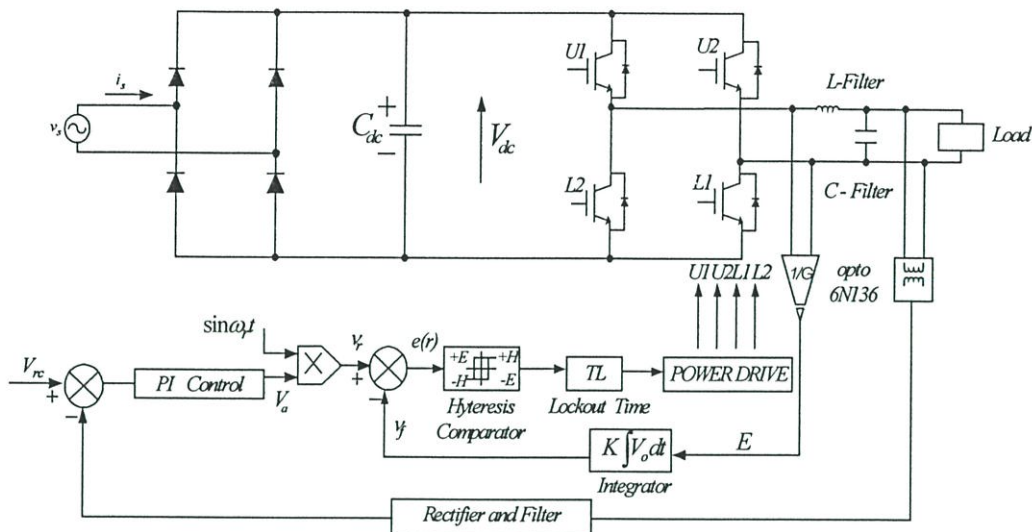 U1
U2
i_s
L-Filter
v_s
C_dc
+
−
V_dc
Load
L2
L1
C - Filter
U1 U2 L1 L2
1/G
opto
6N136
sinω_r t
V_rc
+
−
PI Control
V_a
X
v_r
+
−
e(r)
+E
+H
-H
-E
Hyteresis
Comparator
TL
Lockout Time
POWER DRIVE
v_f
K ∫V_o dt
Integrator
E
Rectifier and Filter